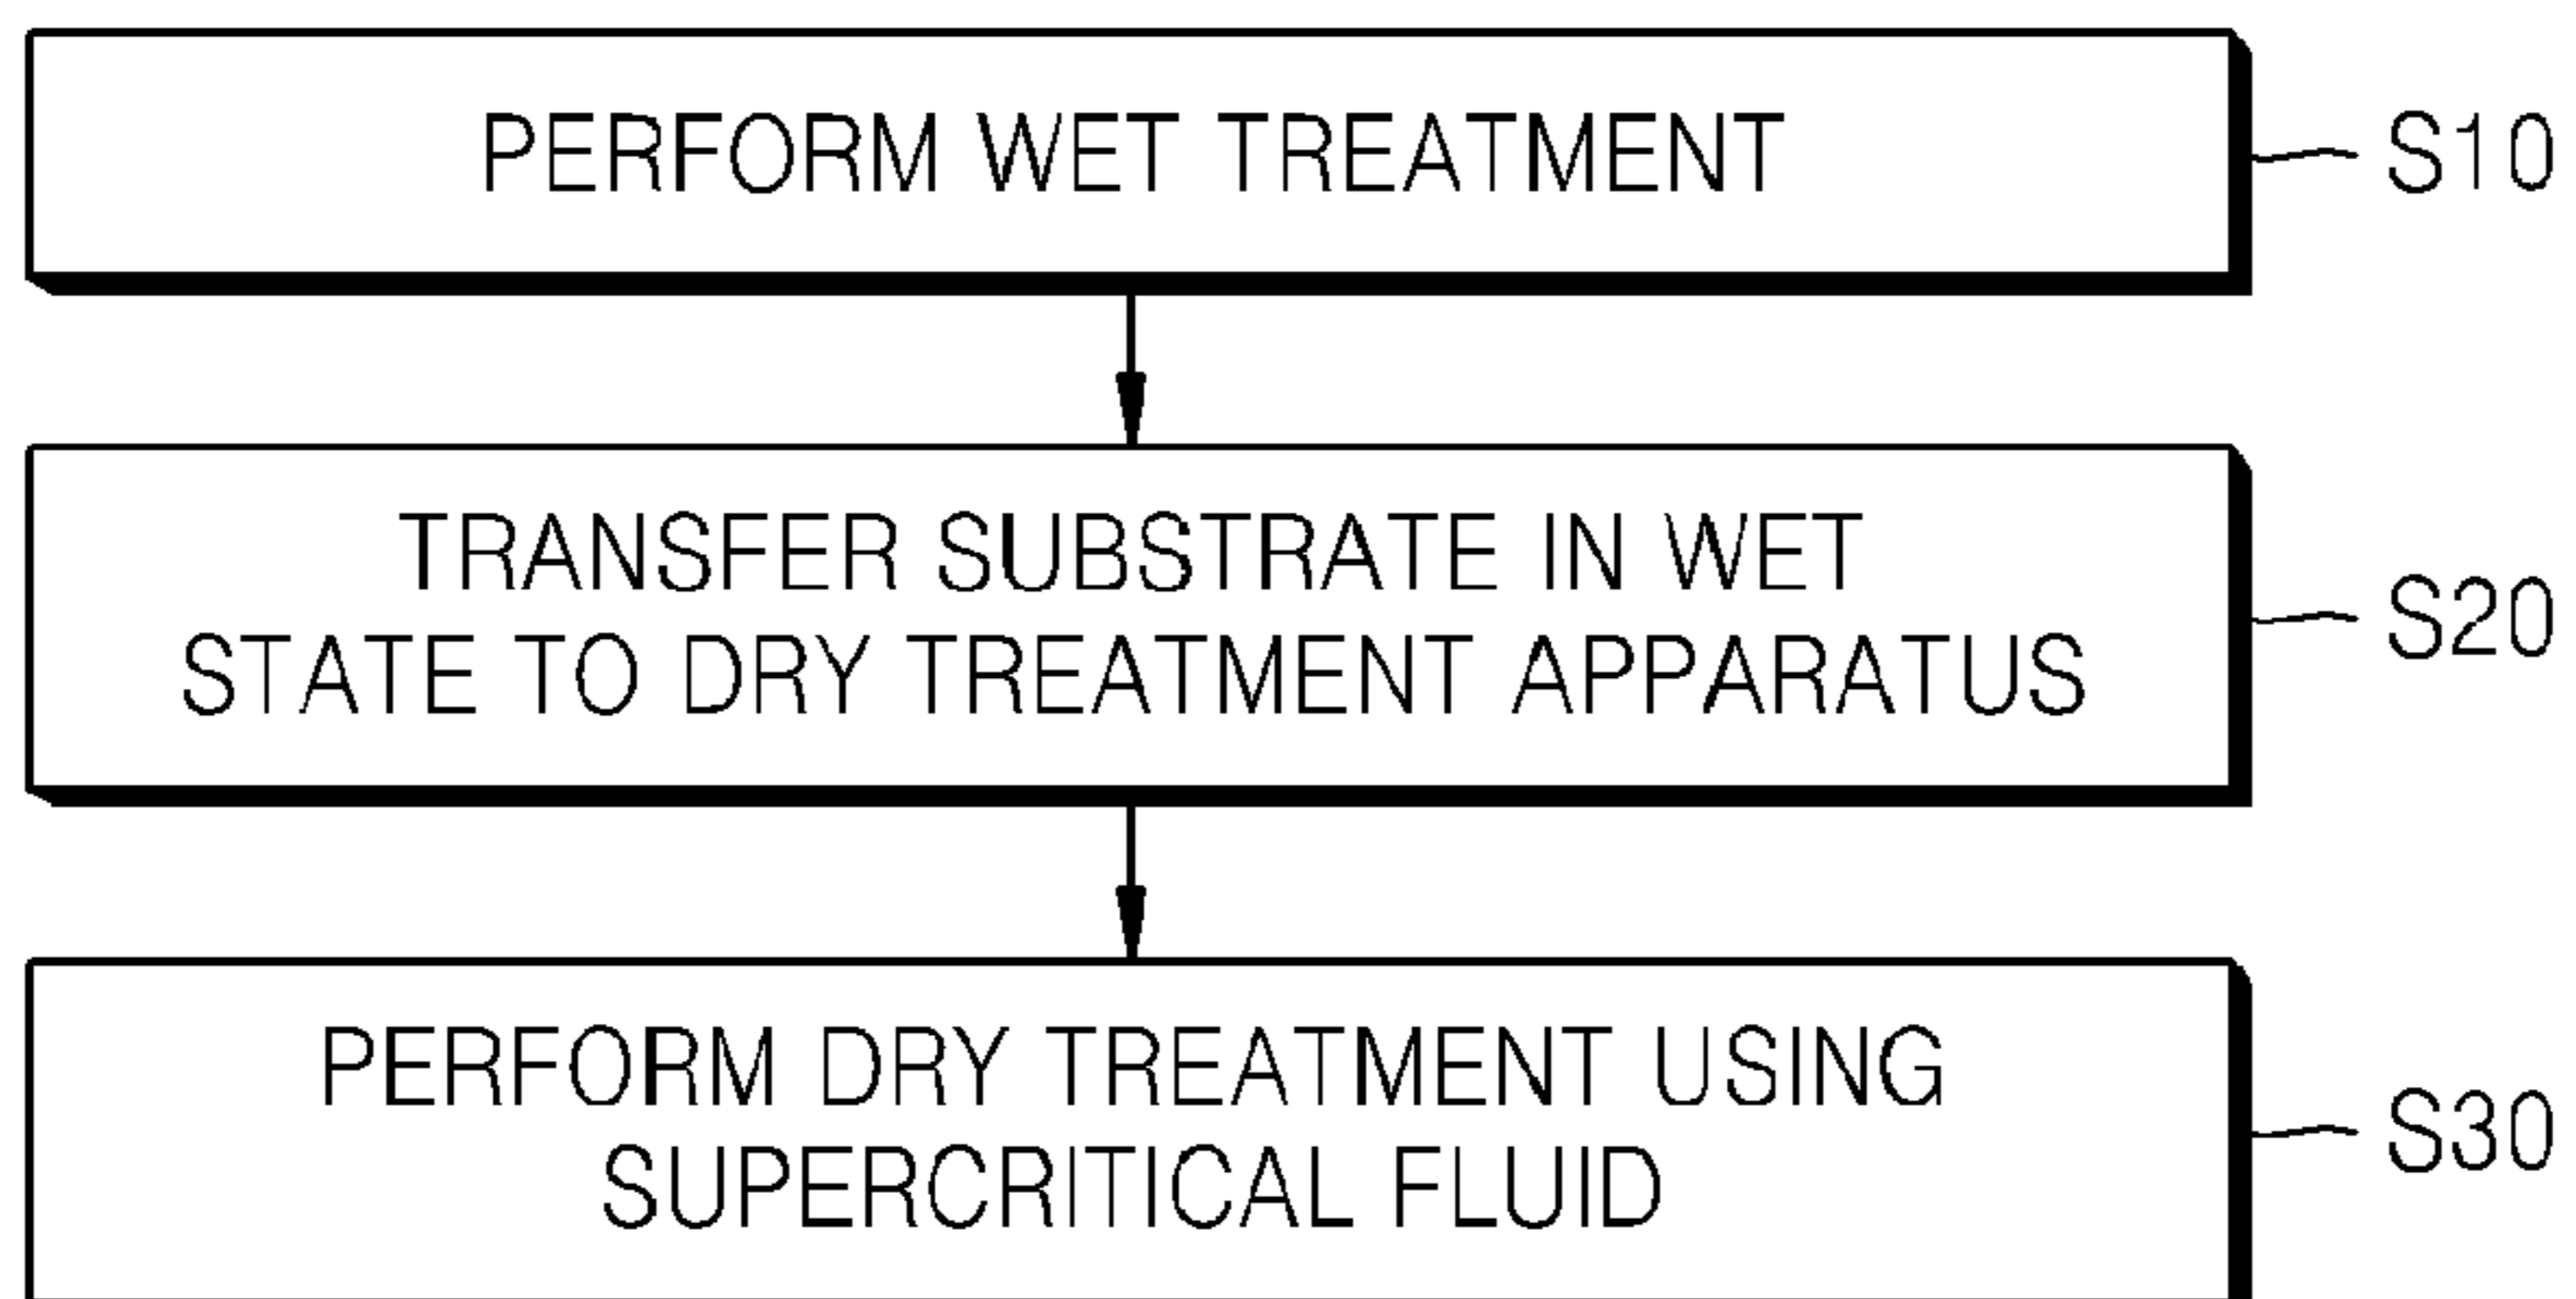 PERFORM WET TREATMENT
S10
TRANSFER SUBSTRATE IN WET
STATE TO DRY TREATMENT APPARATUS
S20
PERFORM DRY TREATMENT USING
SUPERCRITICAL FLUID
S30